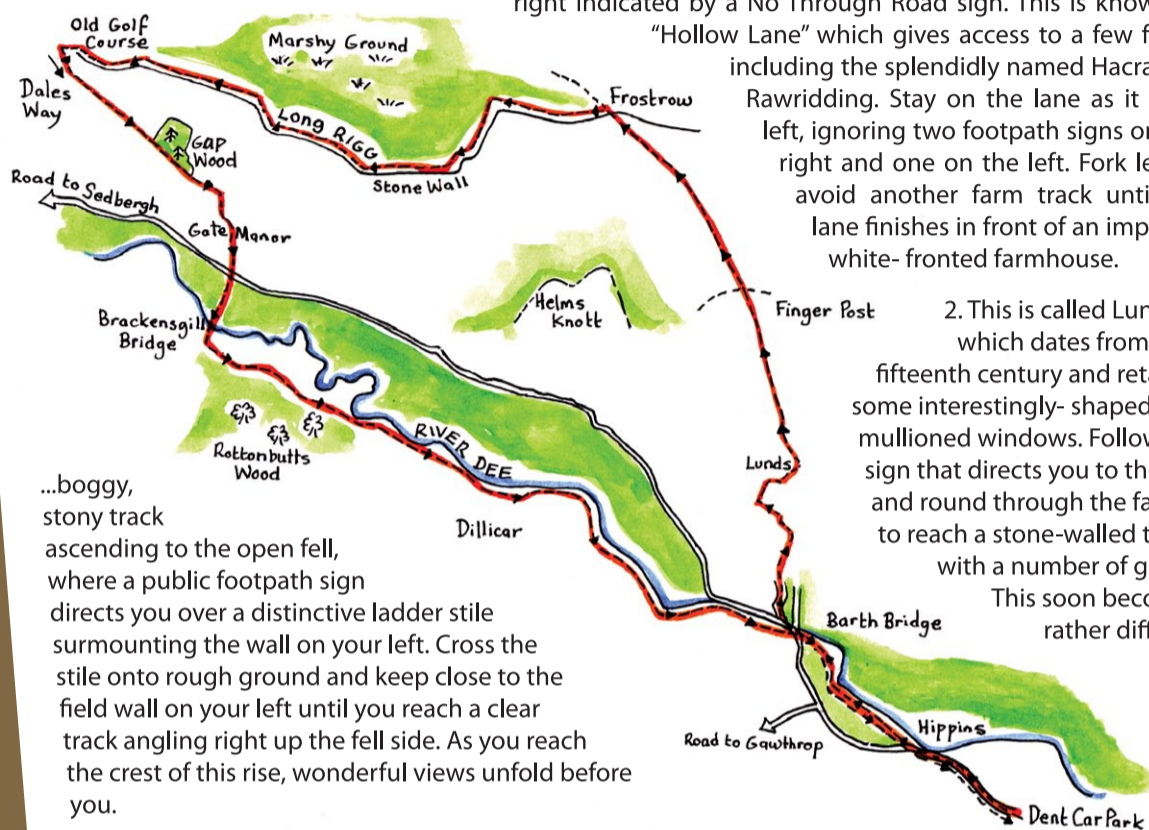 right indicated by a No Through Road sign. This is know
“Hollow Lane” which gives access to a few f
including the splendidly named Hacra
Rawridding. Stay on the lane as it
left, ignoring two footpath signs or
right and one on the left. Fork le
avoid another farm track unti
lane finishes in front of an imp
white- fronted farmhouse.
2. This is called Lun
which dates from
fifteenth century and ret
some interestingly- shaped
mullioned windows. Follow
sign that directs you to the
and round through the fa
to reach a stone-walled t
with a number of g
This soon beco
rather diff
...boggy,
stony track
ascending to the open fell,
where a public footpath sign
directs you over a distinctive ladder stile
surmounting the wall on your left. Cross the
stile onto rough ground and keep close to the
field wall on your left until you reach a clear
track angling right up the fell side. As you reach
the crest of this rise, wonderful views unfold before
you.
Old Golf
Course
Marshy Ground
Dales
Way
Gap
Wood
Long Rigg
Frostrow
Stone Wall
Road to Sedbergh
Gate Manor
Helms
Knott
Finger Post
Brackensgill
Bridge
Rottonbutts
Wood
RIVER DEE
Lunds
Dillicar
Barth Bridge
Road to Gawthrop
Hippins
Dent Car Park